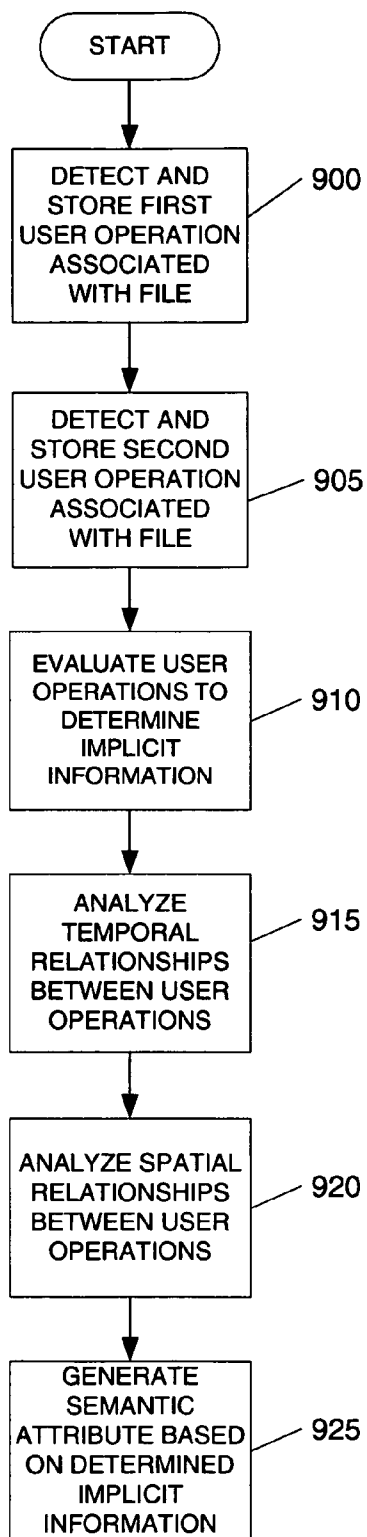 START
DETECT AND
STORE FIRST
USER OPERATION
ASSOCIATED
WITH FILE
900
DETECT AND
STORE SECOND
USER OPERATION
ASSOCIATED
WITH FILE
905
EVALUATE USER
OPERATIONS TO
DETERMINE
IMPLICIT
INFORMATION
910
ANALYZE
TEMPORAL
RELATIONSHIPS
BETWEEN USER
OPERATIONS
915
ANALYZE SPATIAL
RELATIONSHIPS
BETWEEN USER
OPERATIONS
920
GENERATE
SEMANTIC
ATTRIBUTE BASED
ON DETERMINED
IMPLICIT
INFORMATION
925